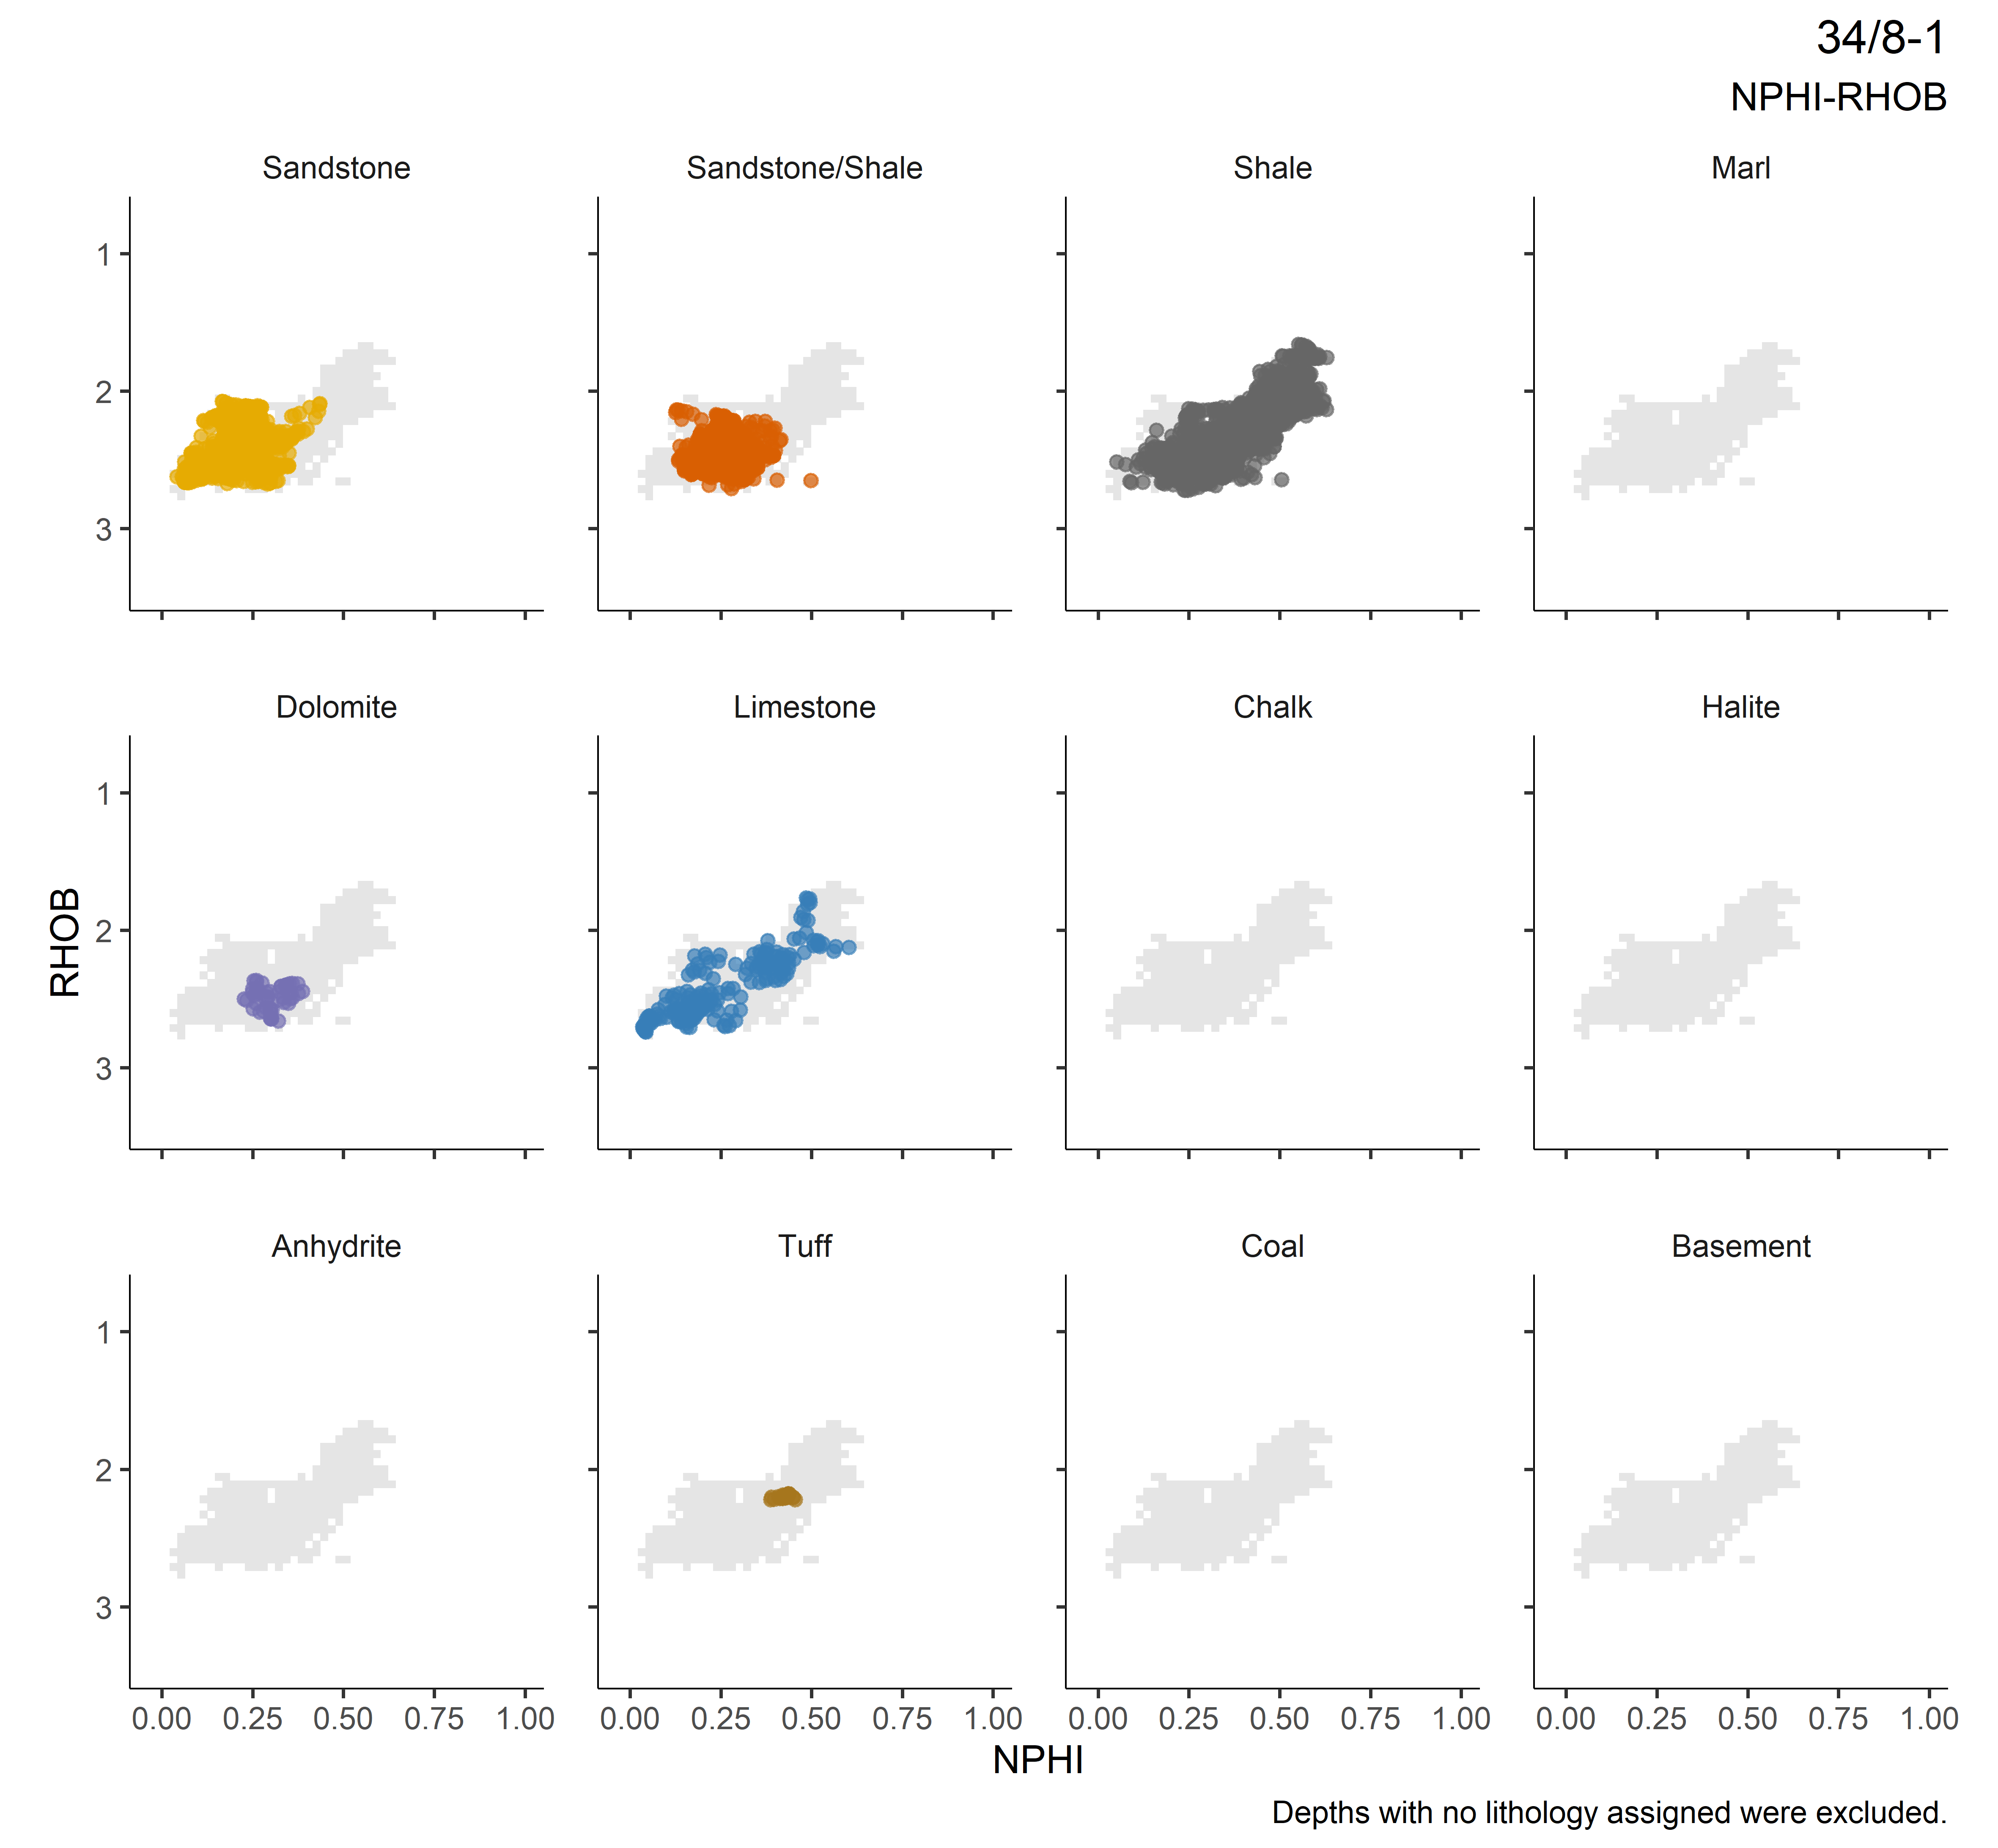 34/8-1
NPHI-RHOB
Sandstone
Sandstone/Shale
Shale
Marl
1
2
3
Dolomite
Limestone
Chalk
Halite
RHOB
1
2
3
Anhydrite
Tuff
Coal
Basement
1
2
3
0.00 0.25 0.50 0.75 1.00
0.00 0.25 0.50 0.75 1.00
0.00 0.25 0.50 0.75 1.00
0.00 0.25 0.50 0.75 1.00
NPHI
Depths with no lithology assigned were excluded.